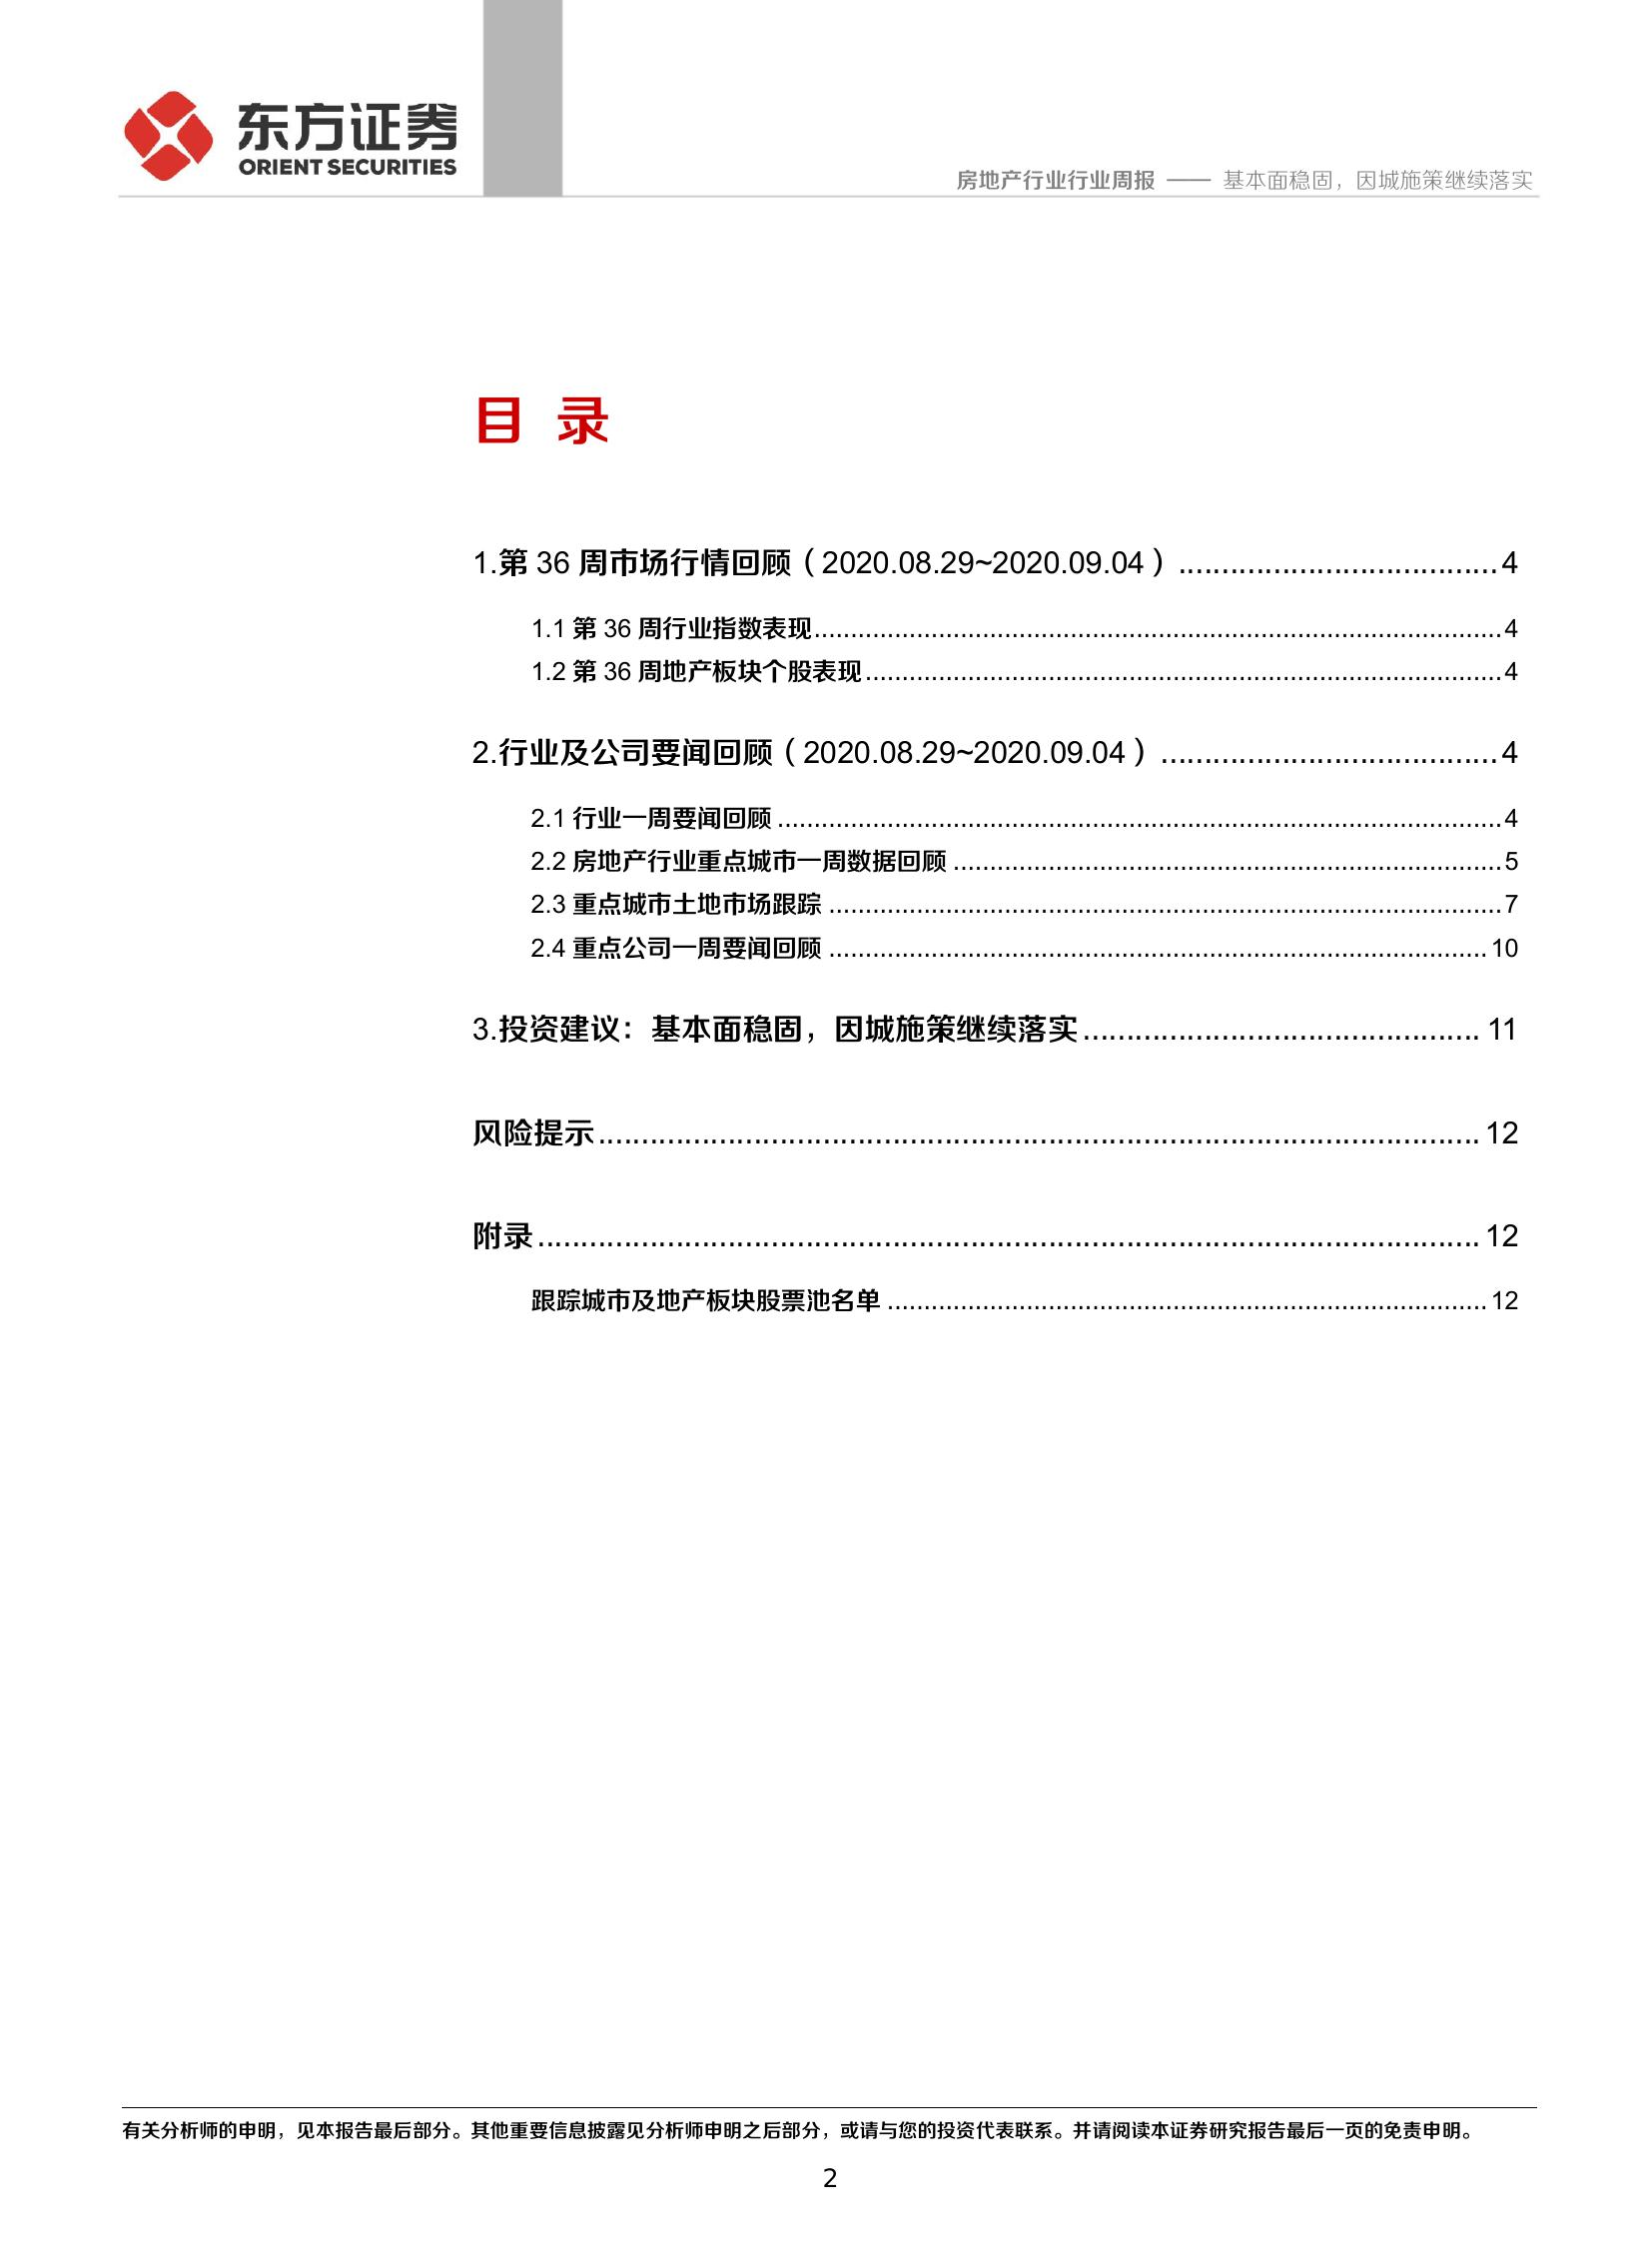 东方证券
ORIENT SECURITIES
房地产行业行业周报 —— 基本面稳固，因城施策继续落实
目 录
1.第 36 周市场行情回顾（2020.08.29~2020.09.04）.....................................4
1.1 第 36 周行业指数表现..............................................................................................4
1.2 第 36 周地产板块个股表现.......................................................................................4
2.行业及公司要闻回顾（2020.08.29~2020.09.04）.......................................4
2.1 行业一周要闻回顾...................................................................................................4
2.2 房地产行业重点城市一周数据回顾...........................................................................5
2.3 重点城市土地市场跟踪............................................................................................7
2.4 重点公司一周要闻回顾..........................................................................................10
3.投资建议：基本面稳固，因城施策继续落实..............................................11
风险提示......................................................................................................12
附录.............................................................................................................12
跟踪城市及地产板块股票池名单..................................................................................12
有关分析师的申明，见本报告最后部分。其他重要信息披露见分析师申明之后部分，或请与您的投资代表联系。并请阅读本证券研究报告最后一页的免责申明。
2